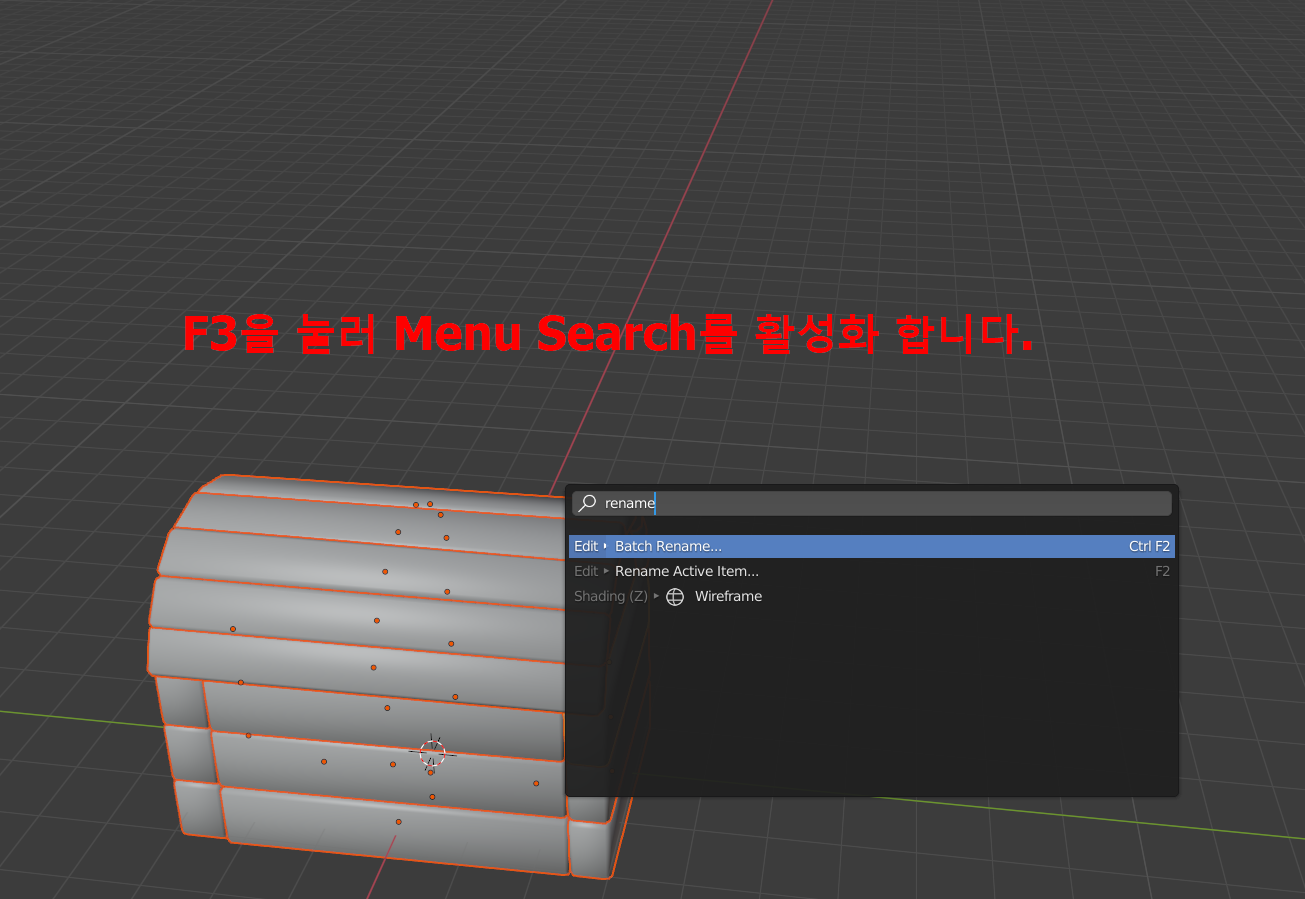 F3을 눌러 Menu Search를 활성화 합니다.
rename
Edit ▸ Batch Rename... Ctrl F2
Edit ▸ Rename Active Item... F2
Shading (Z) ▸ Wireframe